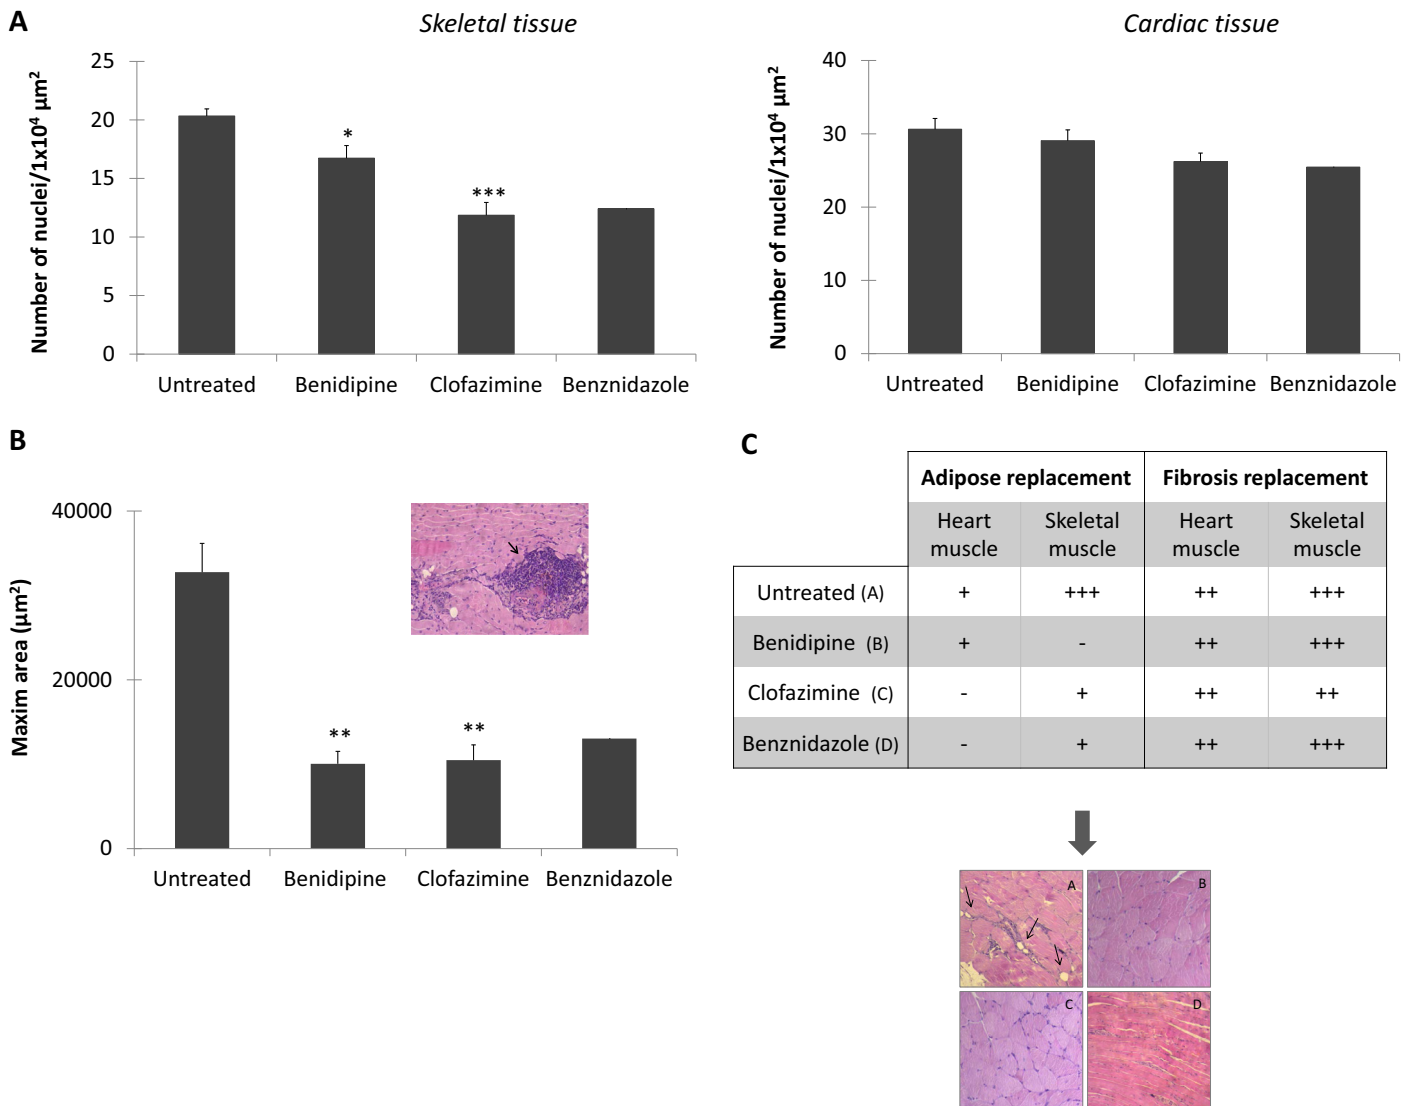 A
Skeletal tissue
Number of nuclei/1x10⁴ µm²
25
20
15
10
5
0
*
***
Untreated Benidipine Clofazimine Benznidazole
Cardiac tissue
Number of nuclei/1x10⁴ µm²
40
30
20
10
0
Untreated Benidipine Clofazimine Benznidazole
B
Maxim area (µm²)
40000
20000
0
**
**
Untreated Benidipine Clofazimine Benznidazole
C
Adipose replacement Fibrosis replacement
Heart muscle Skeletal muscle Heart muscle Skeletal muscle
Untreated (A) + +++ ++ +++
Benidipine (B) + - ++ +++
Clofazimine (C) - + ++ ++
Benznidazole (D) - + ++ +++
A
B
C
D